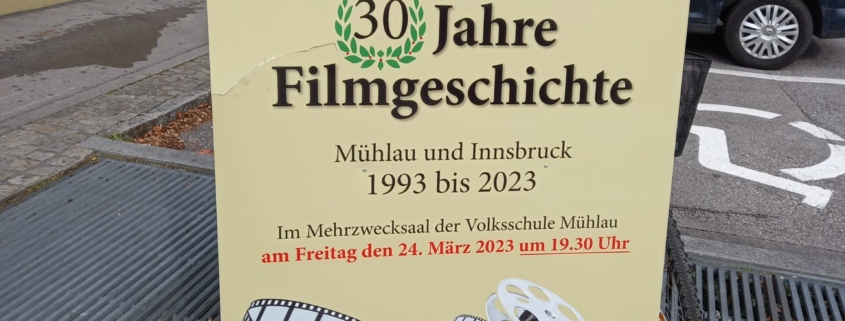 30 Jahre
Filmgeschichte
Mühlau und Innsbruck
"1993 bis 2023"
Im Mehrzwecksaal der Volksschule Mühlau
am Freitag den 24. März 2023 um 19.30 Uhr